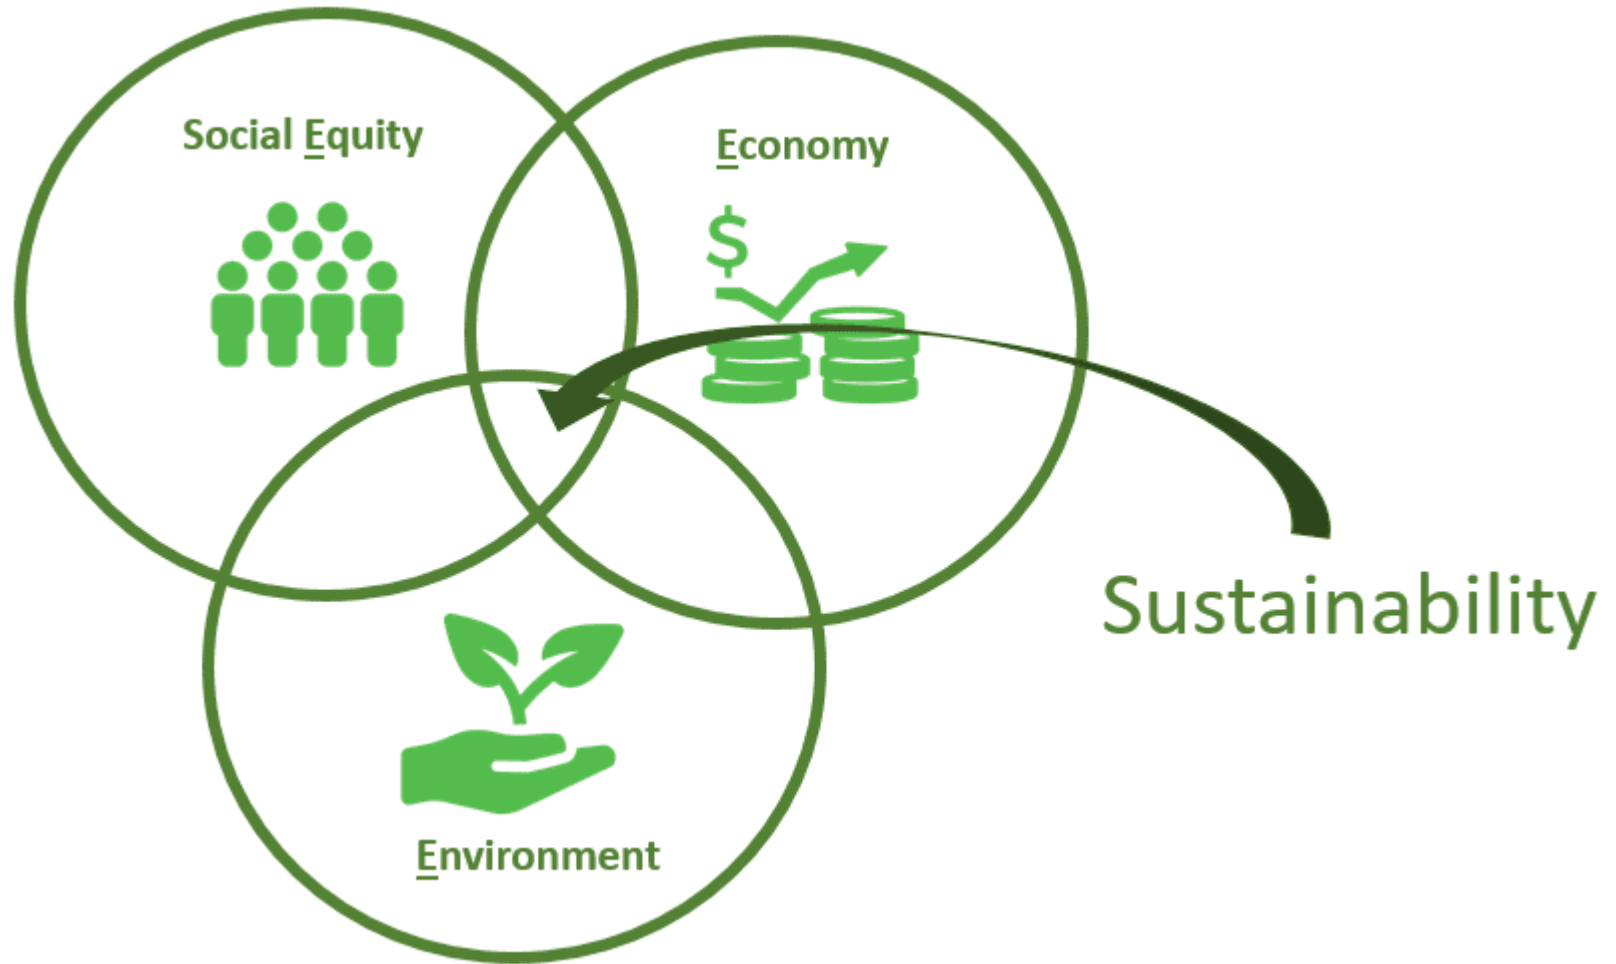 Social Equity
Economy
$
Sustainability
Environment